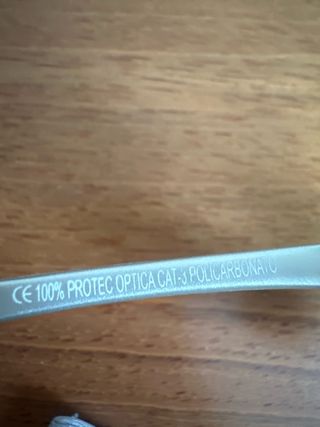 CE 100% PROTEC OPTICA CAT-3 POLICARBONATO